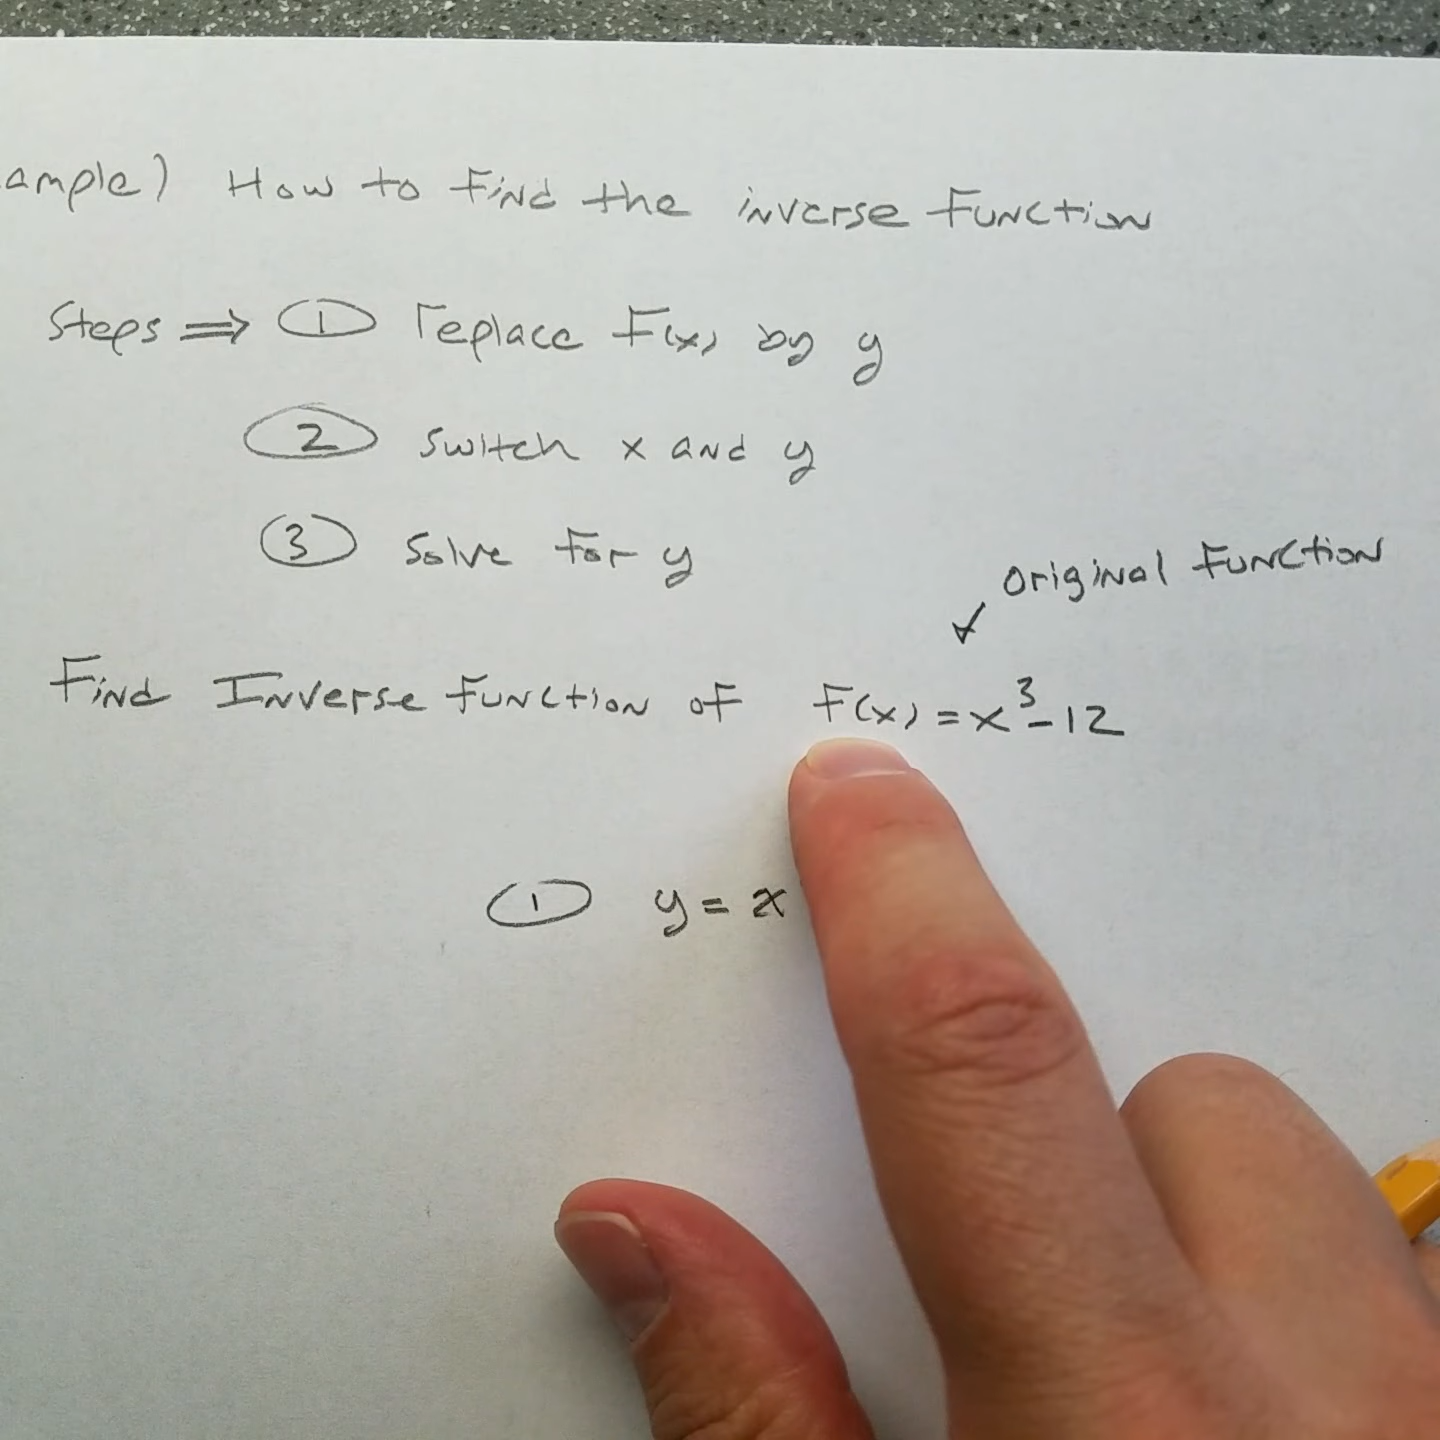 ample) How to find the inverse function
Steps ⇒ ① replace F(x) by y
② switch x and y
③ Solve for y
original function
Find Inverse function of F(x) = x³-12
① y = x